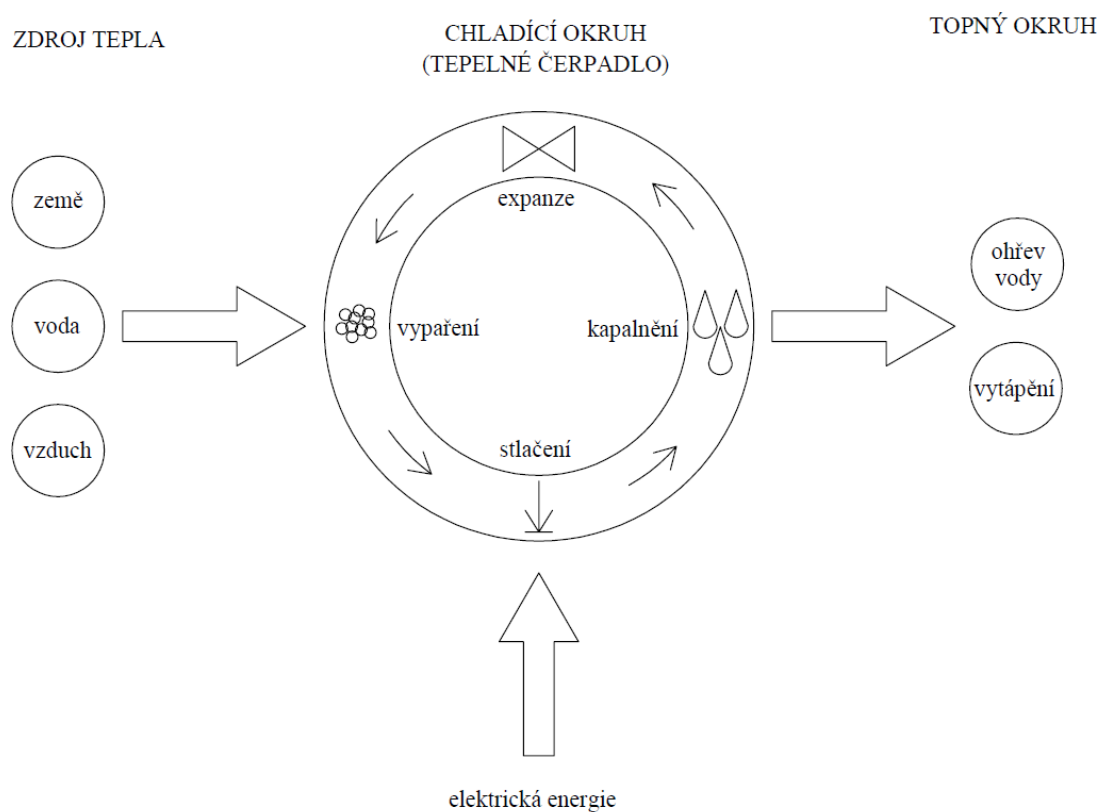 ZDROJ TEPLA
CHLADÍCÍ OKRUH
(TEPELNÉ ČERPADLO)
TOPNÝ OKRUH
země
voda
vzduch
expanze
vypaření
kapalnění
stlačení
ohřev
vody
vytápění
elektrická energie